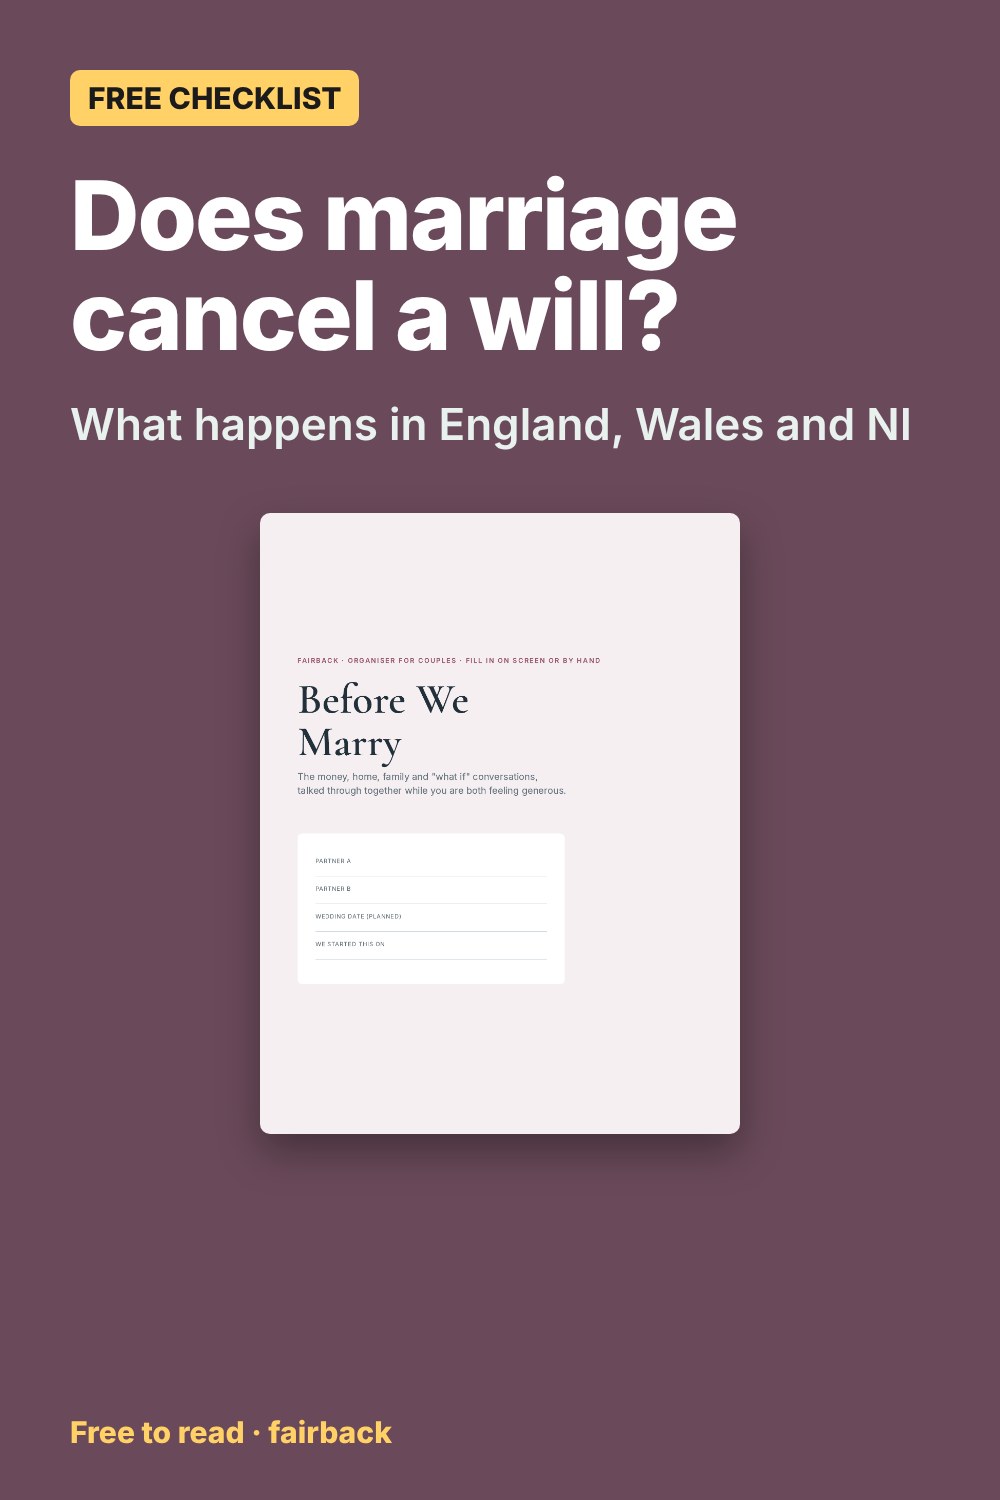 FREE CHECKLIST
Does marriage
cancel a will?
What happens in England, Wales and NI
FAIRBACK · ORGANISER FOR COUPLES · FILL IN ON SCREEN OR BY HAND
Before We
Marry
The money, home, family and "what if" conversations,
talked through together while you are both feeling generous.
PARTNER A
PARTNER B
WEDDING DATE (PLANNED)
WE STARTED THIS ON
Free to read · fairback